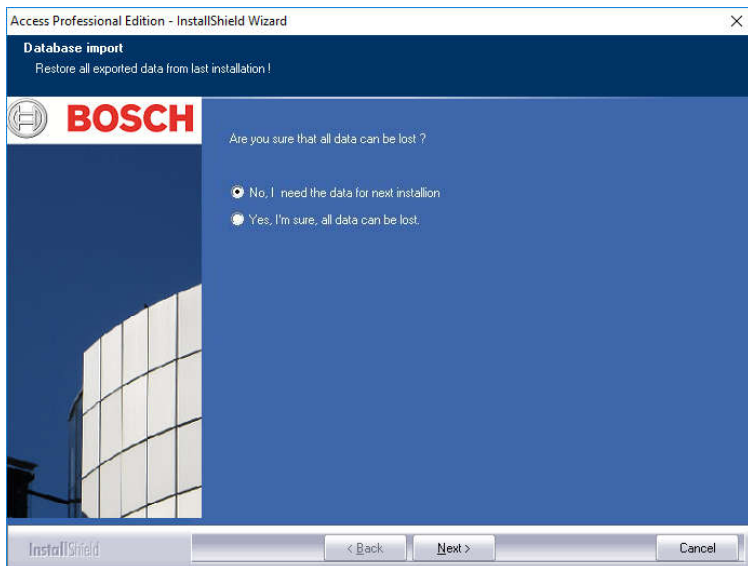 Access Professional Edition - InstallShield Wizard
Database import
Restore all exported data from last installation !
BOSCH
Are you sure that all data can be lost ?
No, I need the data for next installion
Yes, I'm sure, all data can be lost.
InstallShield
< Back
Next >
Cancel